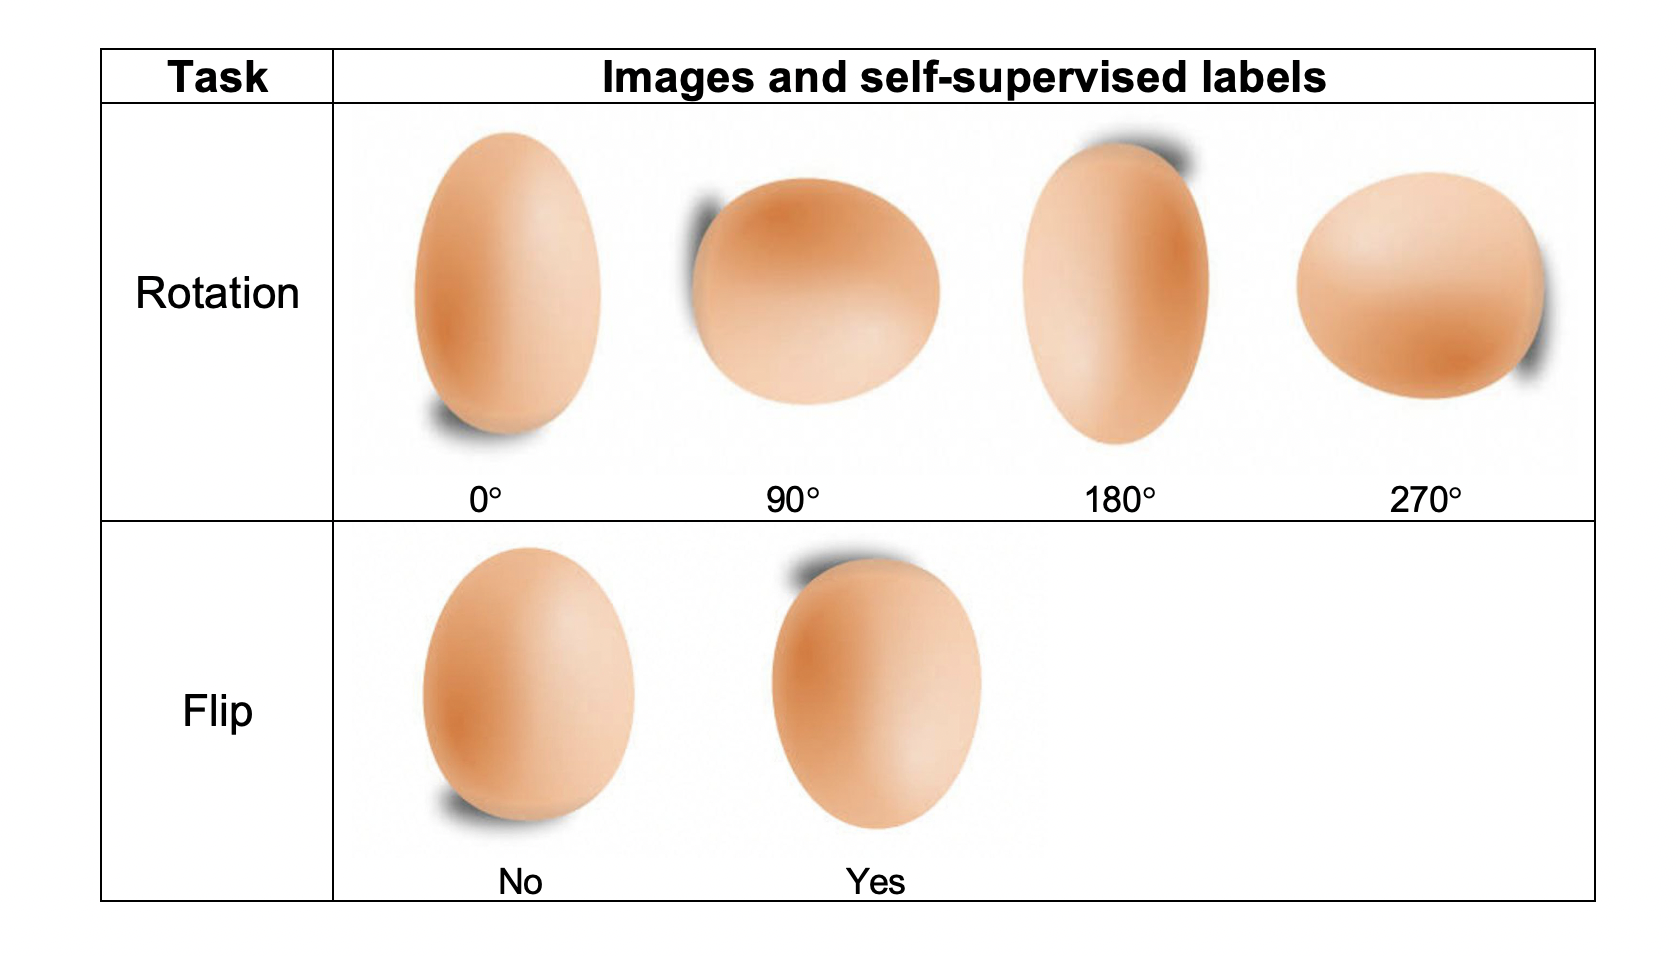 Task Images and self-supervised labels
Rotation
0° 90° 180° 270°
Flip
No Yes